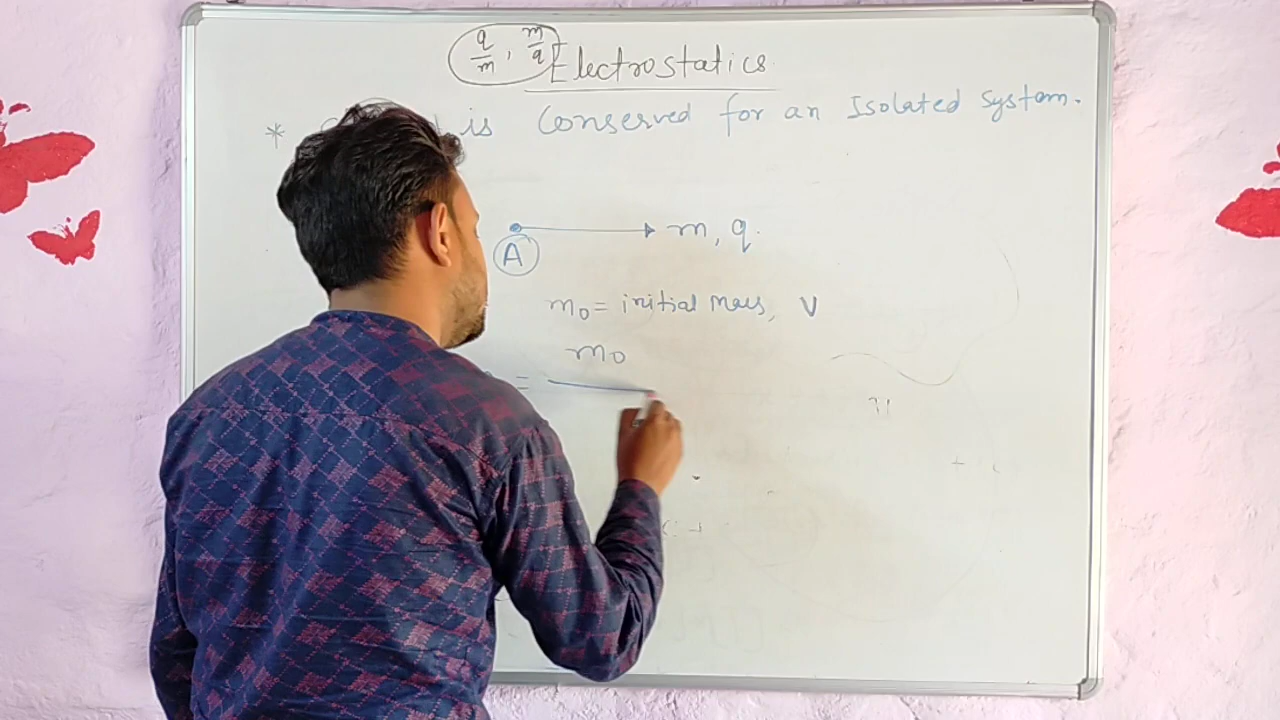 q/m, m/q Electrostatics
* is Conserved for an Isolated System.
A m, q.
m0 = initial Mass, V
= m0